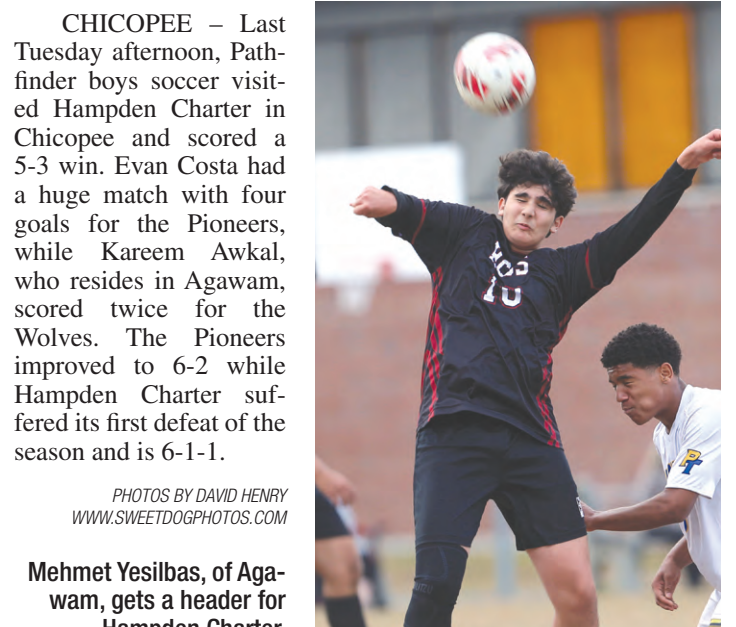 CHICOPEE – Last
Tuesday afternoon, Path-
finder boys soccer visit-
ed Hampden Charter in
Chicopee and scored a
5-3 win. Evan Costa had
a huge match with four
goals for the Pioneers,
while Kareem Awkal,
who resides in Agawam,
scored twice for the
Wolves. The Pioneers
improved to 6-2 while
Hampden Charter suf-
fered its first defeat of the
season and is 6-1-1.
PHOTOS BY DAVID HENRY
WWW.SWEETDOGPHOTOS.COM
Mehmet Yesilbas, of Aga-
wam, gets a header for
Hampden Charter.
10
PT